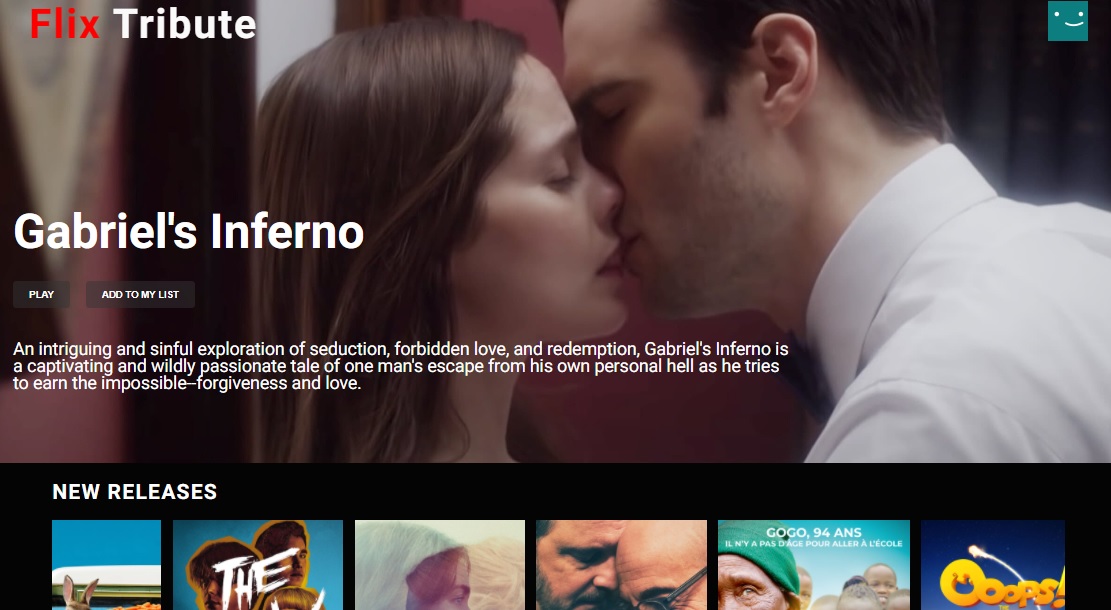 Flix Tribute
Gabriel's Inferno
PLAY
ADD TO MY LIST
An intriguing and sinful exploration of seduction, forbidden love, and redemption, Gabriel's Inferno is
a captivating and wildly passionate tale of one man's escape from his own personal hell as he tries
to earn the impossible--forgiveness and love.
NEW RELEASES
THE
GOGO, 94 ANS
IL N'Y A PAS D'ÂGE POUR ALLER À L'ÉCOLE
OOOPS!